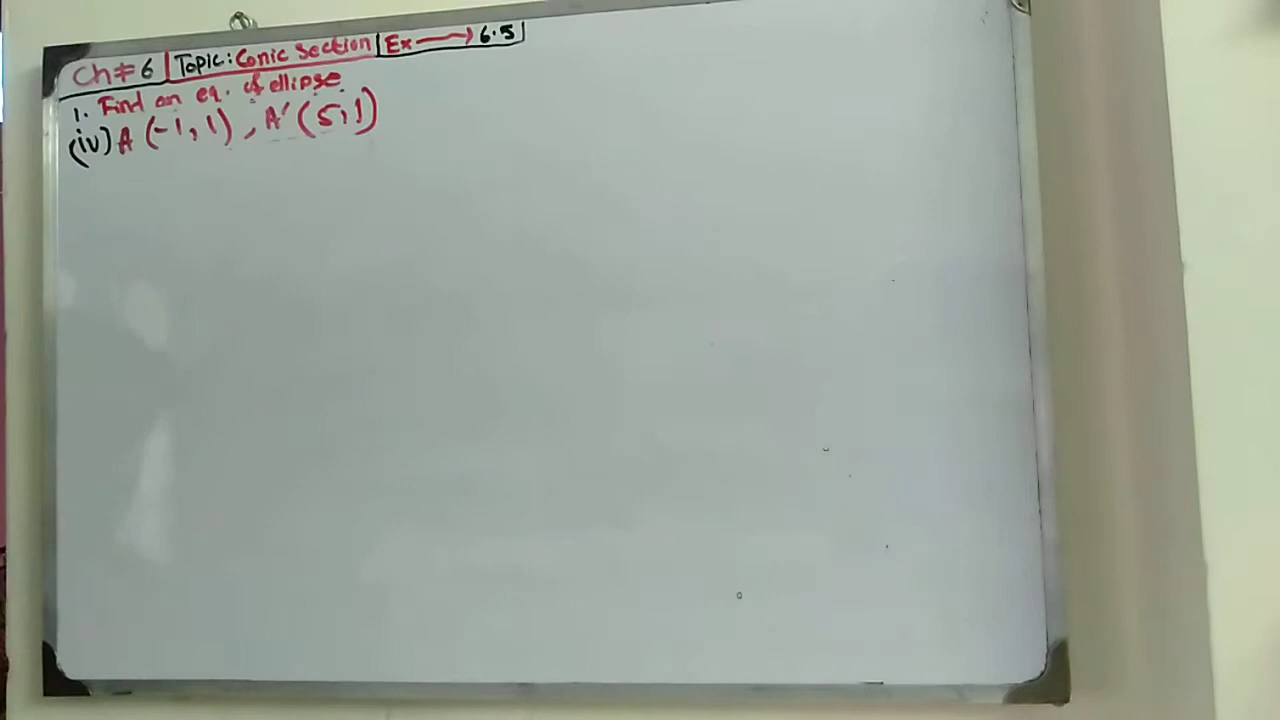 Ch # 6 | Topic: Conic Section | Ex → 6.5
1. Find an eq. of ellipse.
(iv) A (-1, 1), A' (5, 1)